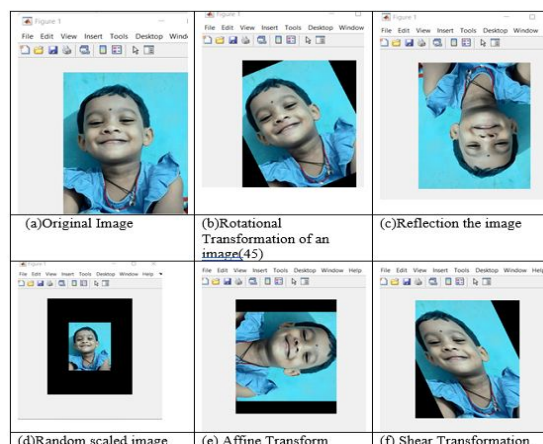 Figure 1
File Edit View Insert Tools Desktop Wind
Figure 1
File Edit View Insert Tools Desktop Window
Figure 1
File Edit View Insert Tools Desktop Window
(a)Original Image
(b)Rotational
Transformation of an
image(45)
(c)Reflection the image
Figure 1
File Edit View Insert Tools Desktop Window Help
File Edit View Insert Tools Desktop Window Help
File Edit View Insert Tools Desktop Window Help
(d)Random scaled image
(e) Affine Transform
(f) Shear Transformation